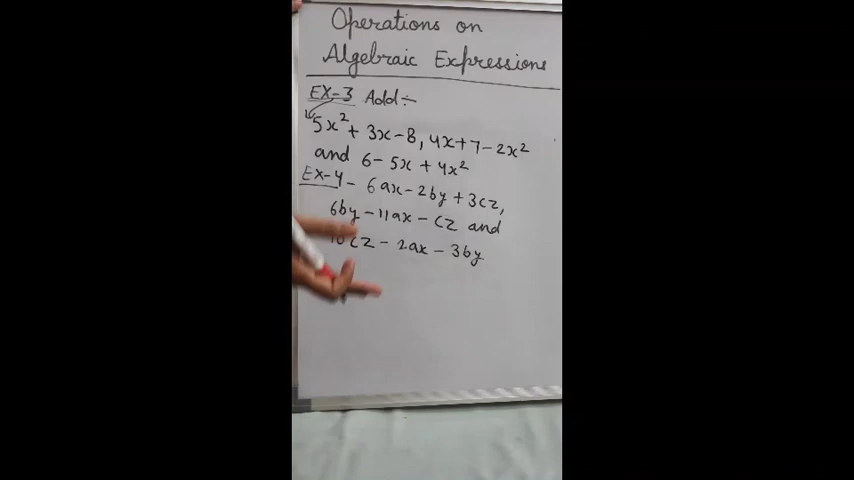 Operations on
Algebraic Expressions
EX-3 Add:-
5x² + 3x - 8, 4x + 7 - 2x²
and 6 - 5x + 4x²
EX-4 - 6ax - 2by + 3cz,
6by - 11ax - cz and
10cz - 2ax - 3by